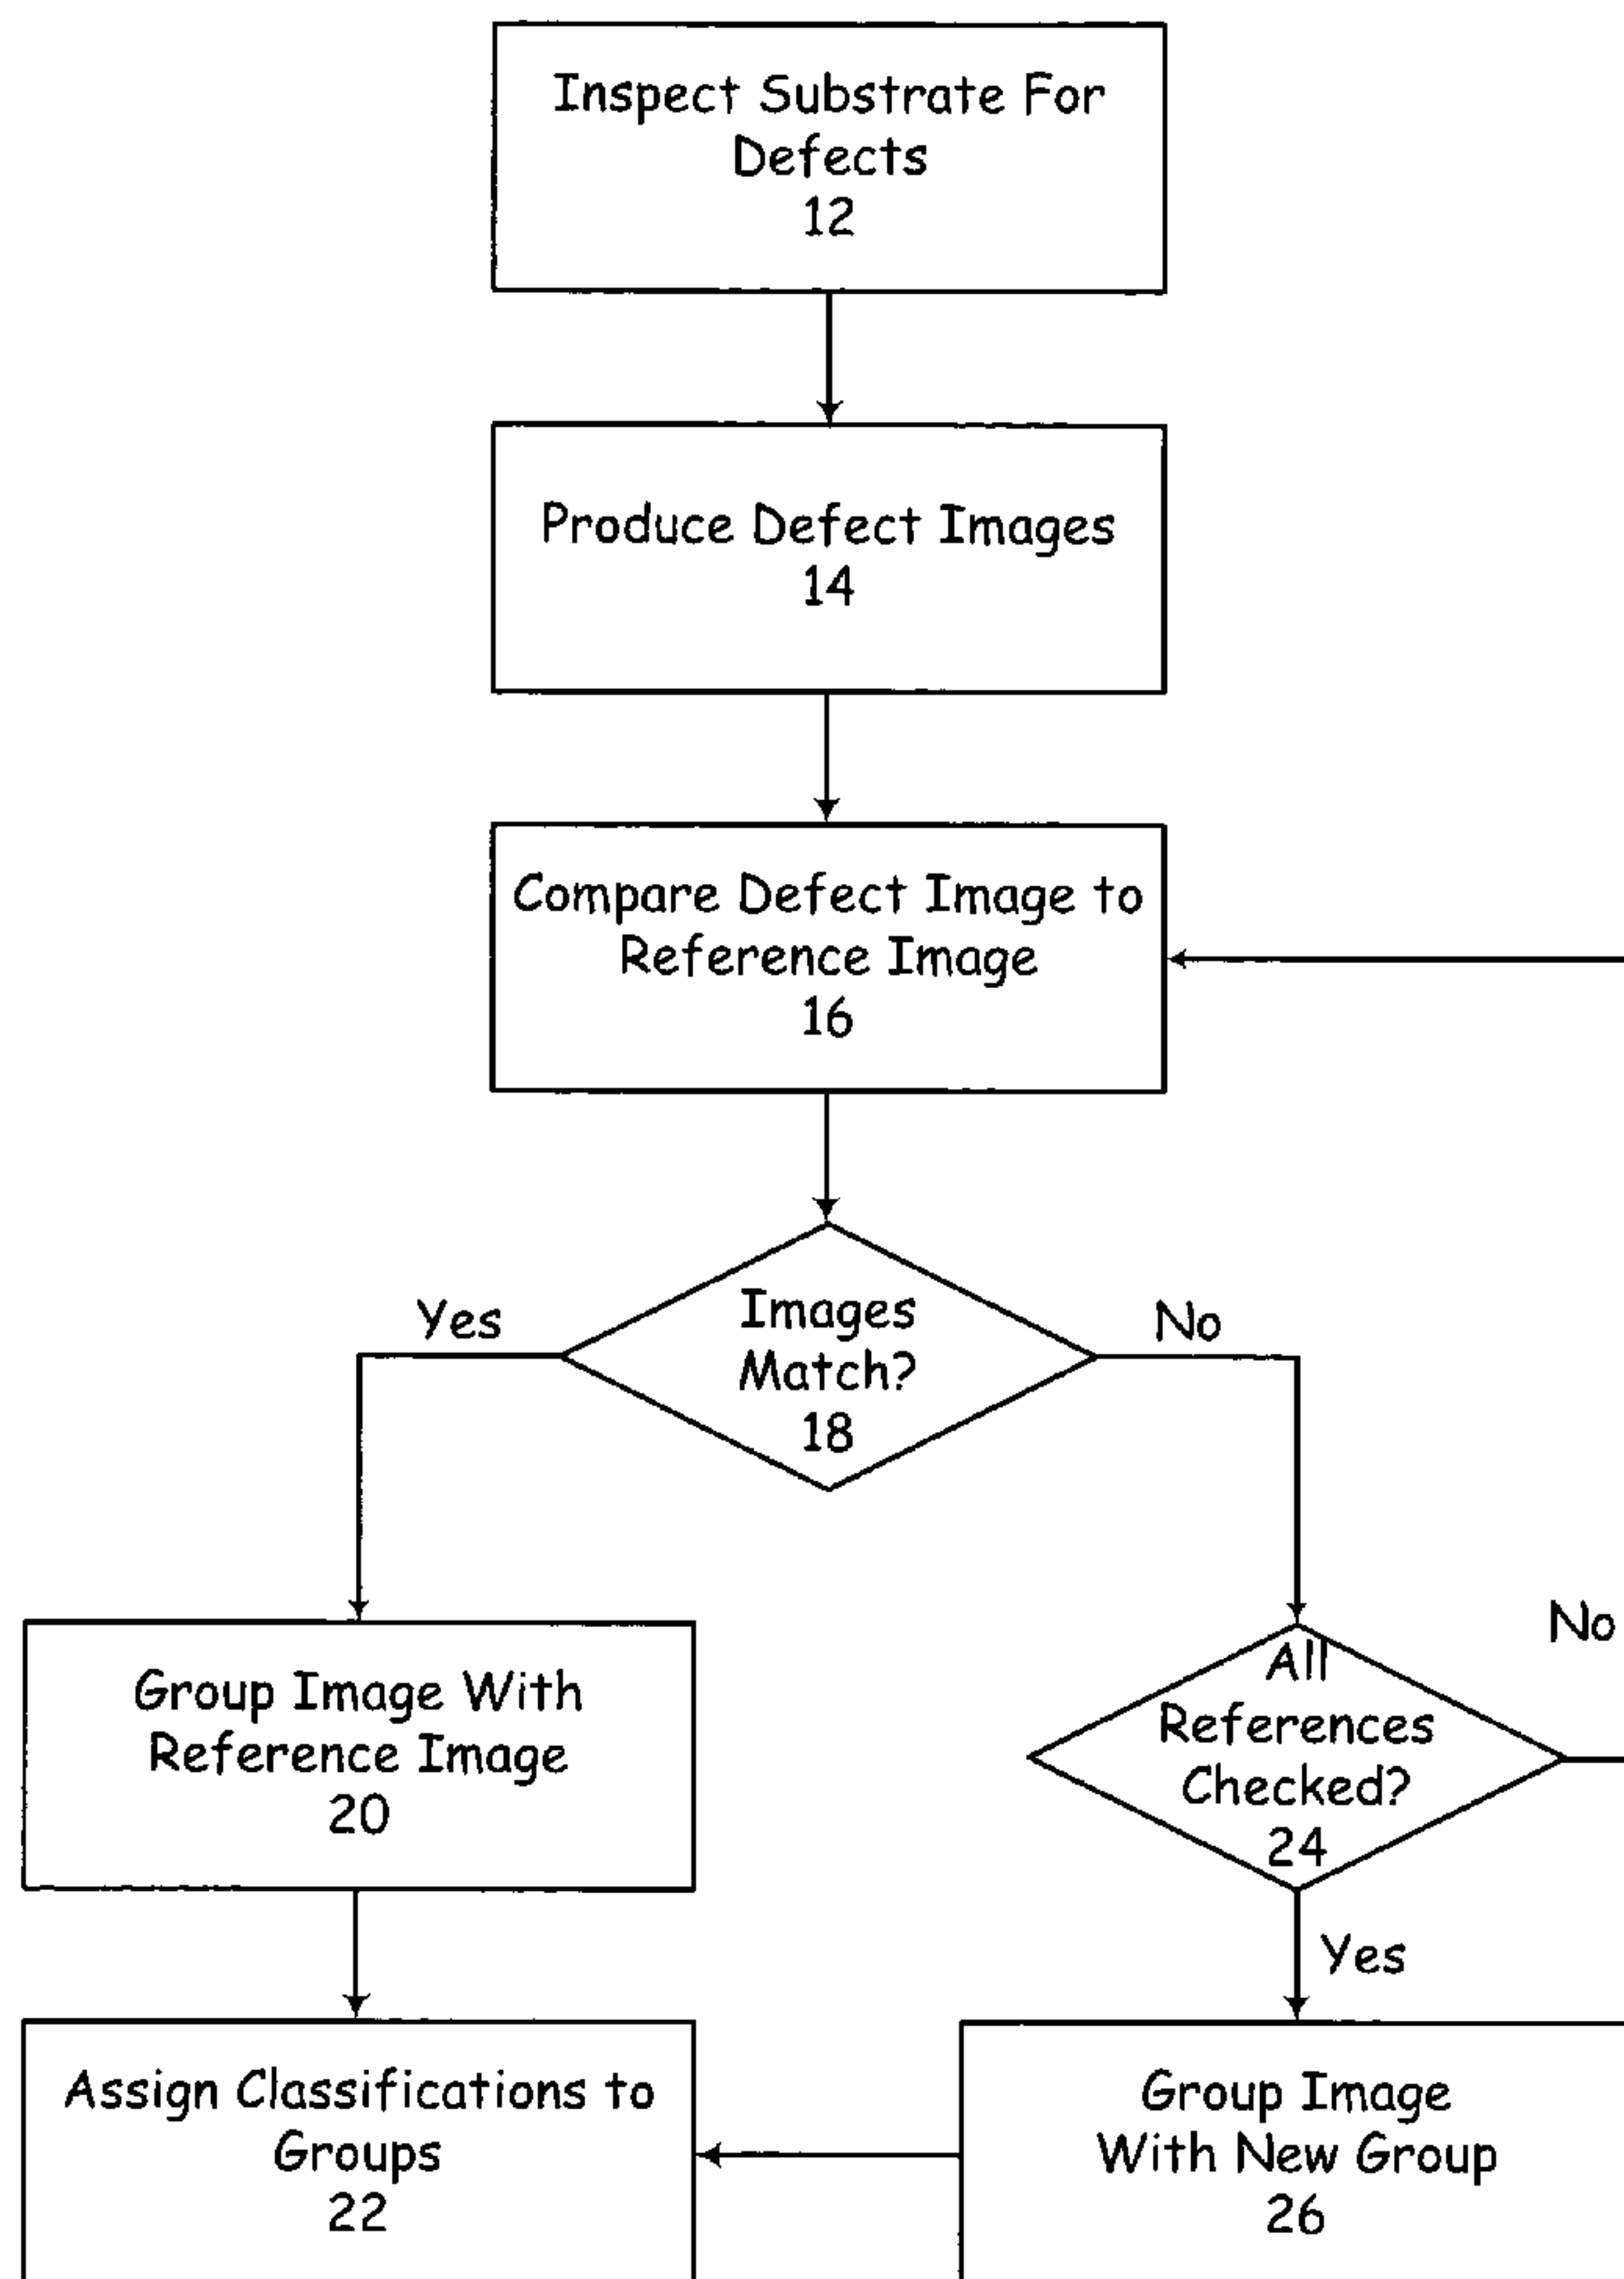 Inspect Substrate For
Defects
12
Produce Defect Images
14
Compare Defect Image to
Reference Image
16
Images
Match?
18
Yes
No
Group Image With
Reference Image
20
All
References
Checked?
24
No
Yes
Assign Classifications to
Groups
22
Group Image
With New Group
26